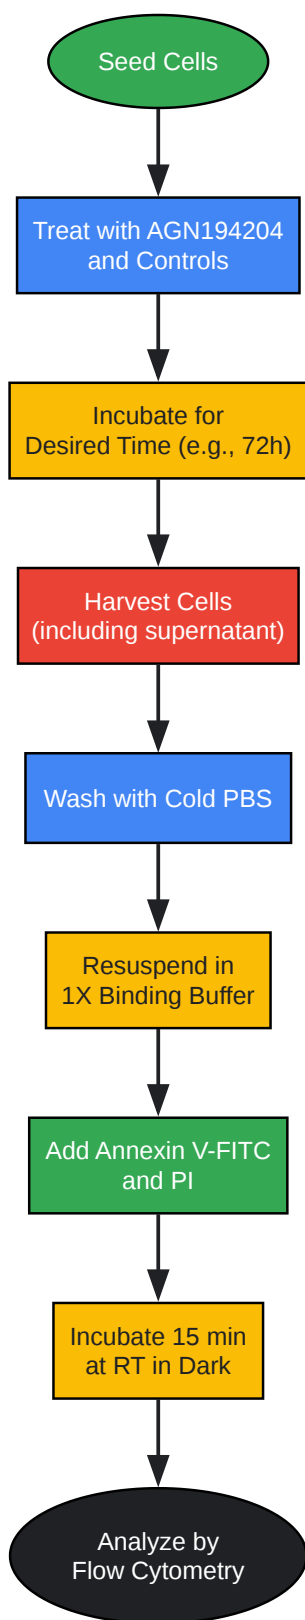 Seed Cells
Treat with AGN194204
and Controls
Incubate for
Desired Time (e.g., 72h)
Harvest Cells
(including supernatant)
Wash with Cold PBS
Resuspend in
1X Binding Buffer
Add Annexin V-FITC
and PI
Incubate 15 min
at RT in Dark
Analyze by
Flow Cytometry